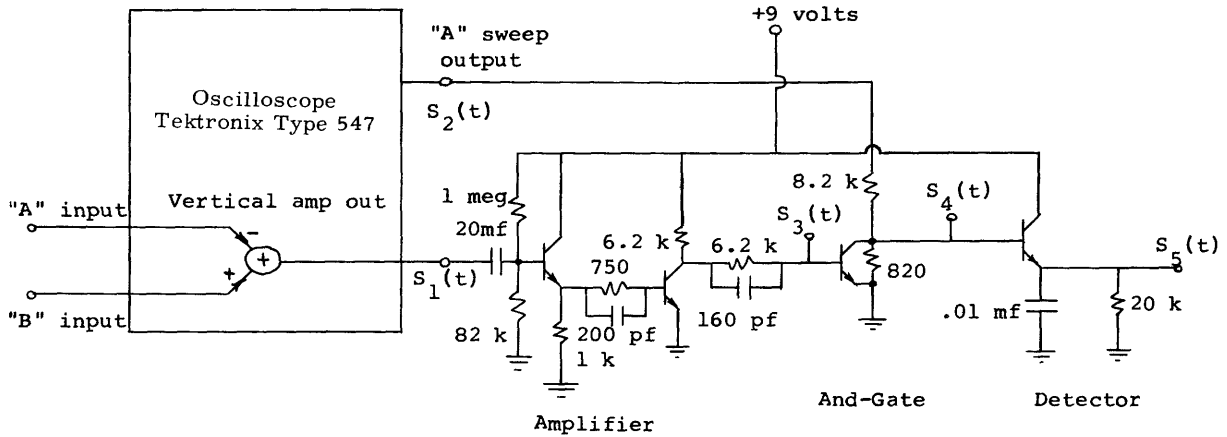 +9 volts
"A" sweep
output
S2(t)
Oscilloscope
Tektronix Type 547
Vertical amp out
"A" input
"B" input
-
+
+
S1(t)
1 meg
20mf
82 k
1 k
750
200 pf
6.2 k
6.2 k
160 pf
S3(t)
8.2 k
820
S4(t)
S5(t)
.01 mf
20 k
Amplifier
And-Gate
Detector